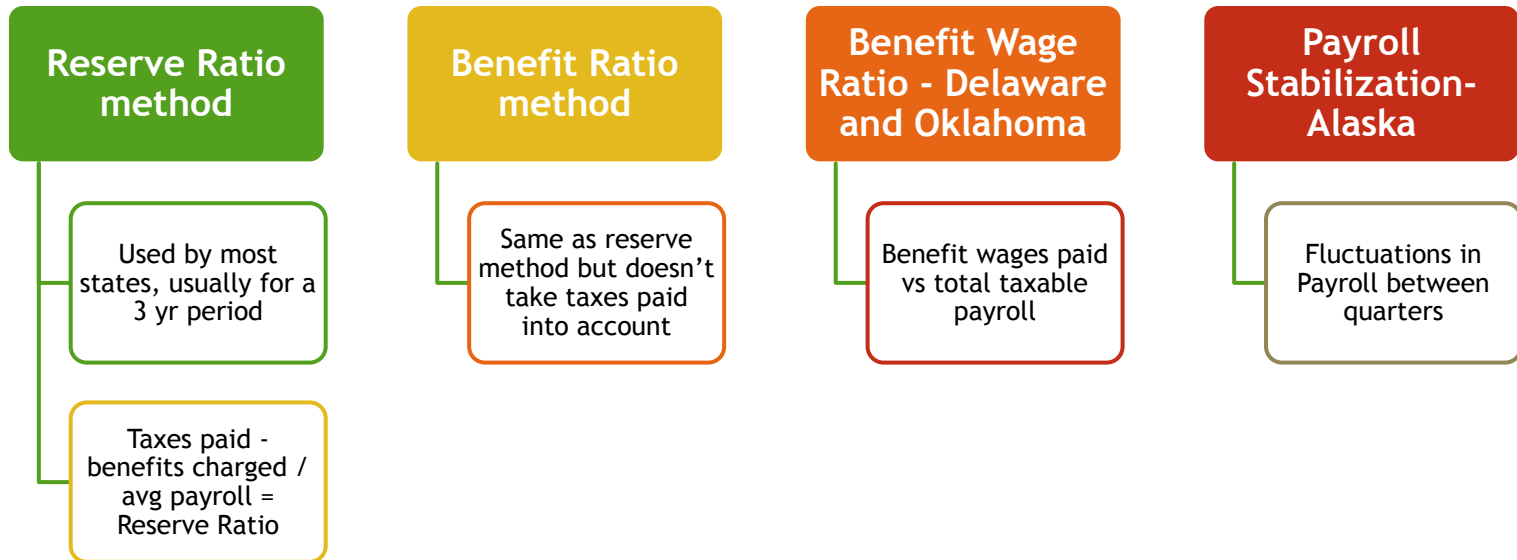 Reserve Ratio
method
Used by most
states, usually for a
3 yr period
Taxes paid -
benefits charged /
avg payroll =
Reserve Ratio
Benefit Ratio
method
Same as reserve
method but doesn’t
take taxes paid
into account
Benefit Wage
Ratio - Delaware
and Oklahoma
Benefit wages paid
vs total taxable
payroll
Payroll
Stabilization-
Alaska
Fluctuations in
Payroll between
quarters